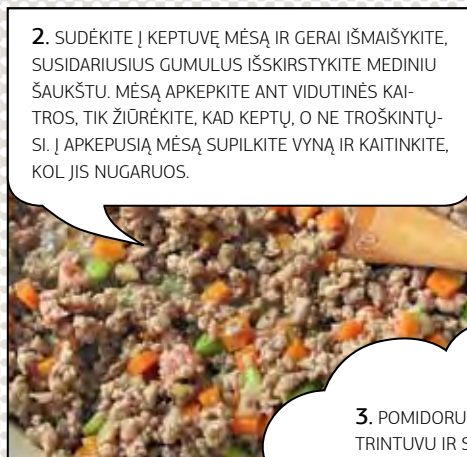 2. SUDĖKITE Į KEPTUVĘ MĖSĄ IR GERAI IŠMAIŠYKITE,
SUSIDARIUSIUS GUMULUS IŠSKIRSTYKITE MEDINIU
ŠAUKŠTU. MĖSĄ APKEPKITE ANT VIDUTINĖS KAI-
TROS, TIK ŽIŪRĖKITE, KAD KEPTŲ, O NE TROŠKINTŲ-
SI. Į APKEPUSIĄ MĖSĄ SUPILKITE VYNĄ IR KAITINKITE,
KOL JIS NUGARUOS.
3. POMIDORU
TRINTUVU IR S